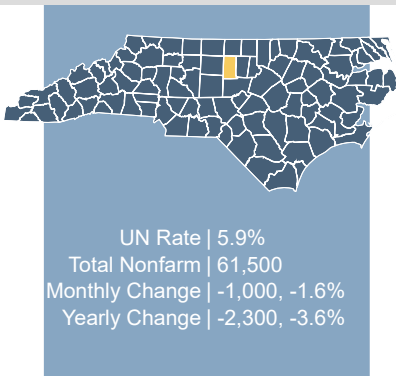 UN Rate | 5.9%
Total Nonfarm | 61,500
Monthly Change | -1,000, -1.6%
Yearly Change | -2,300, -3.6%